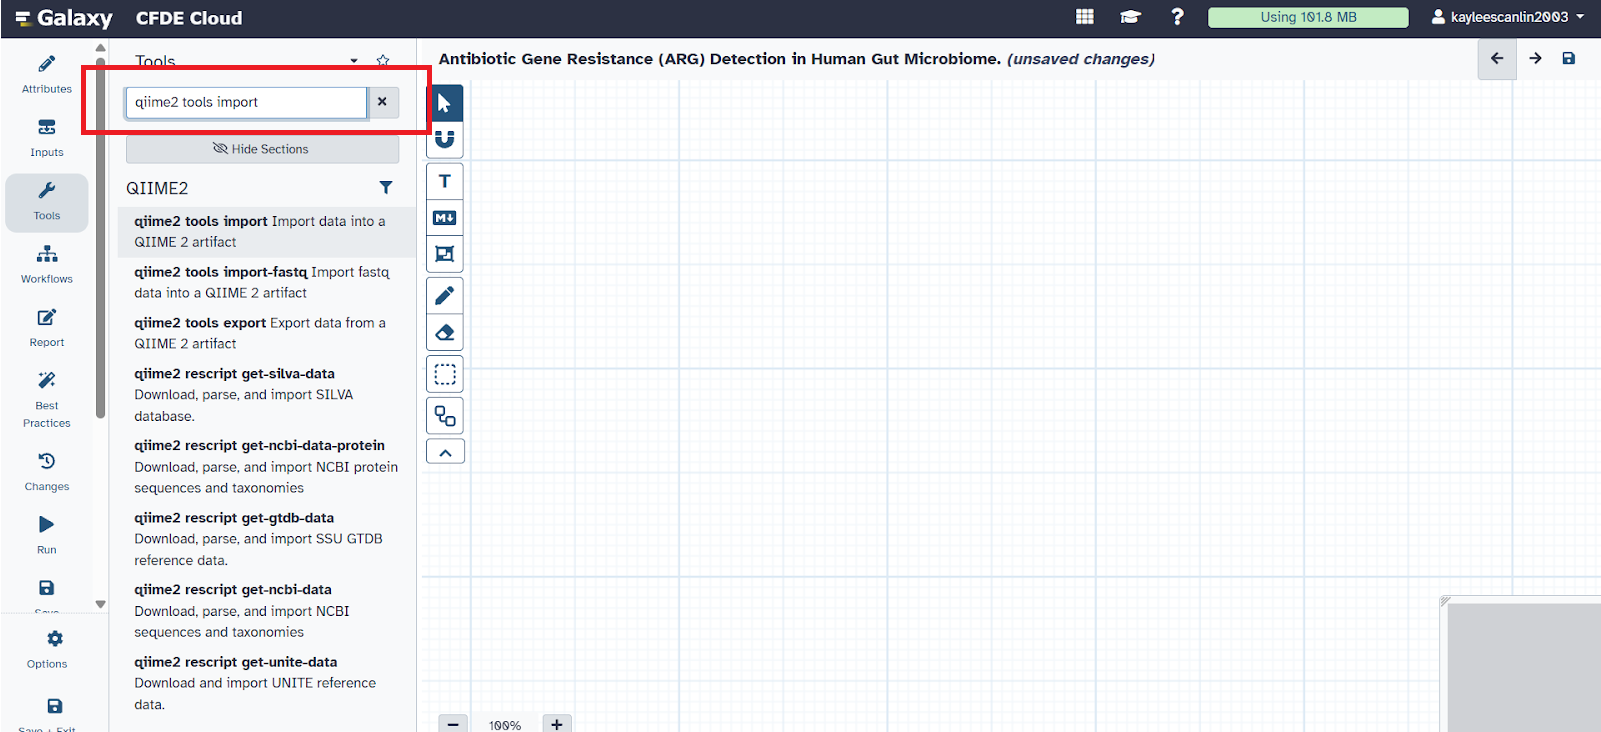 Galaxy CFDE Cloud
Using 101.8 MB
kayleescanlin2003
Attributes
Inputs
Tools
Workflows
Report
Best
Practices
Changes
Run
Save
Options
Save + Exit
Tools
qiime2 tools import
Hide Sections
QIIME2
qiime2 tools import Import data into a
QIIME 2 artifact
qiime2 tools import-fastq Import fastq
data into a QIIME 2 artifact
qiime2 tools export Export data from a
QIIME 2 artifact
qiime2 rescript get-silva-data
Download, parse, and import SILVA
database.
qiime2 rescript get-ncbi-data-protein
Download, parse, and import NCBI protein
sequences and taxonomies
qiime2 rescript get-gtdb-data
Download, parse, and import SSU GTDB
reference data.
qiime2 rescript get-ncbi-data
Download, parse, and import NCBI
sequences and taxonomies
qiime2 rescript get-unite-data
Download and import UNITE reference
data.
Antibiotic Gene Resistance (ARG) Detection in Human Gut Microbiome. (unsaved changes)
T
M
100%